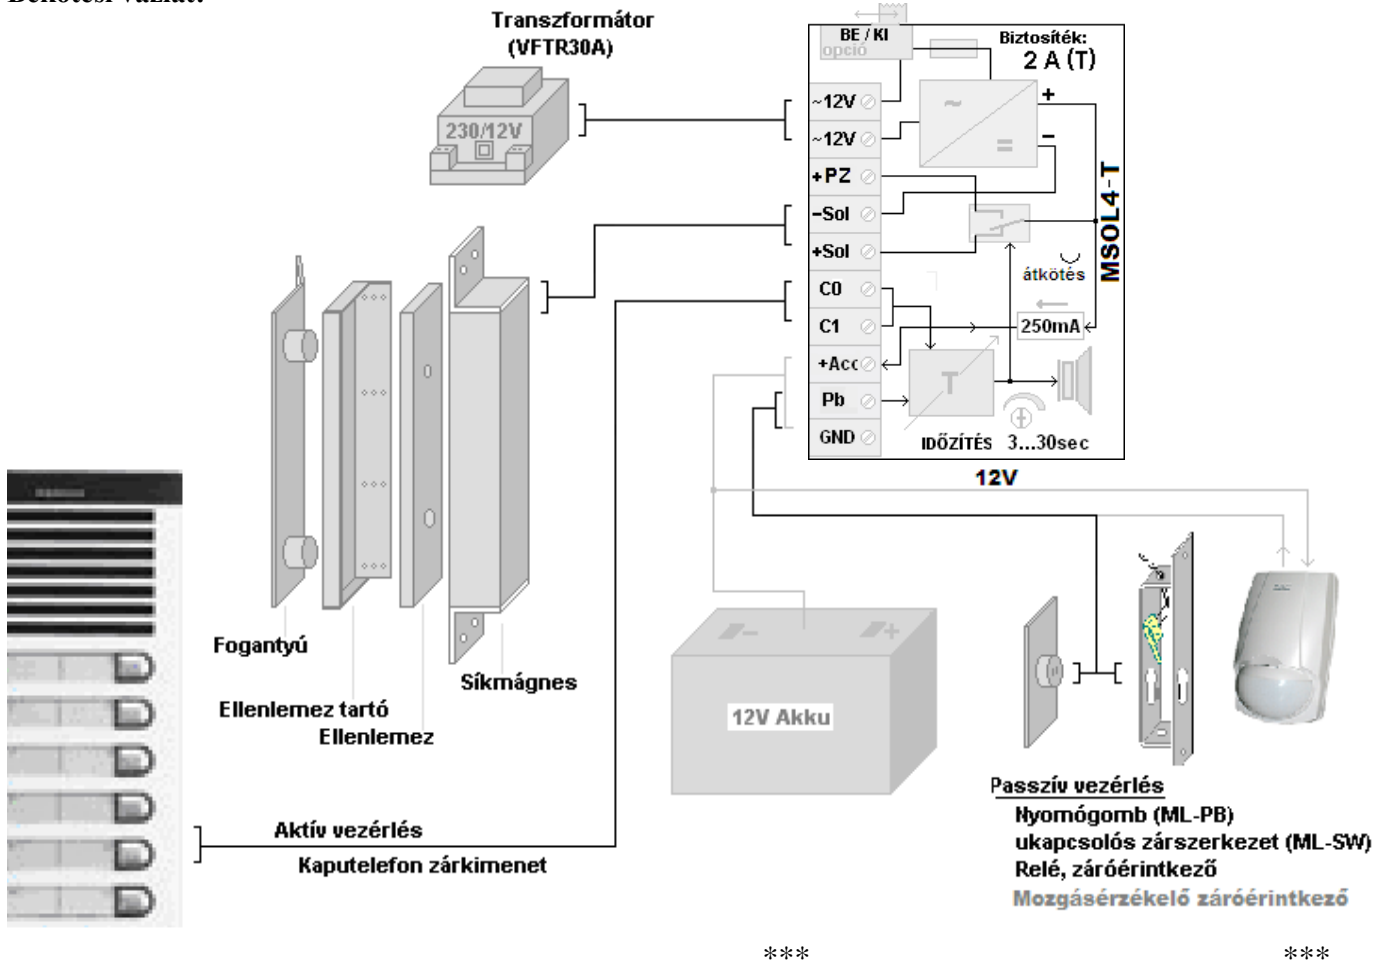 Bekötési vázlat:
Transzformátor
(VFTR30A)
230/12V
BE / KI
opció
Biztosíték:
2 A (T)
~12V
~12V
+PZ
-Sol
+Sol
C0
C1
+Acc
Pb
GND
~
=
+
−
MSOL4-T
átkötés
250mA
T
IDŐZÍTÉS 3...30sec
12V
Fogantyú
Ellenlemez tartó
Ellenlemez
Síkmágnes
12V Akku
− +
Aktív vezérlés
Kaputelefon zárkimenet
Passzív vezérlés
Nyomógomb (ML-PB)
ukapcsolós zárszerkezet (ML-SW)
Relé, záróérintkező
Mozgásérzékelő záróérintkező
*** ***